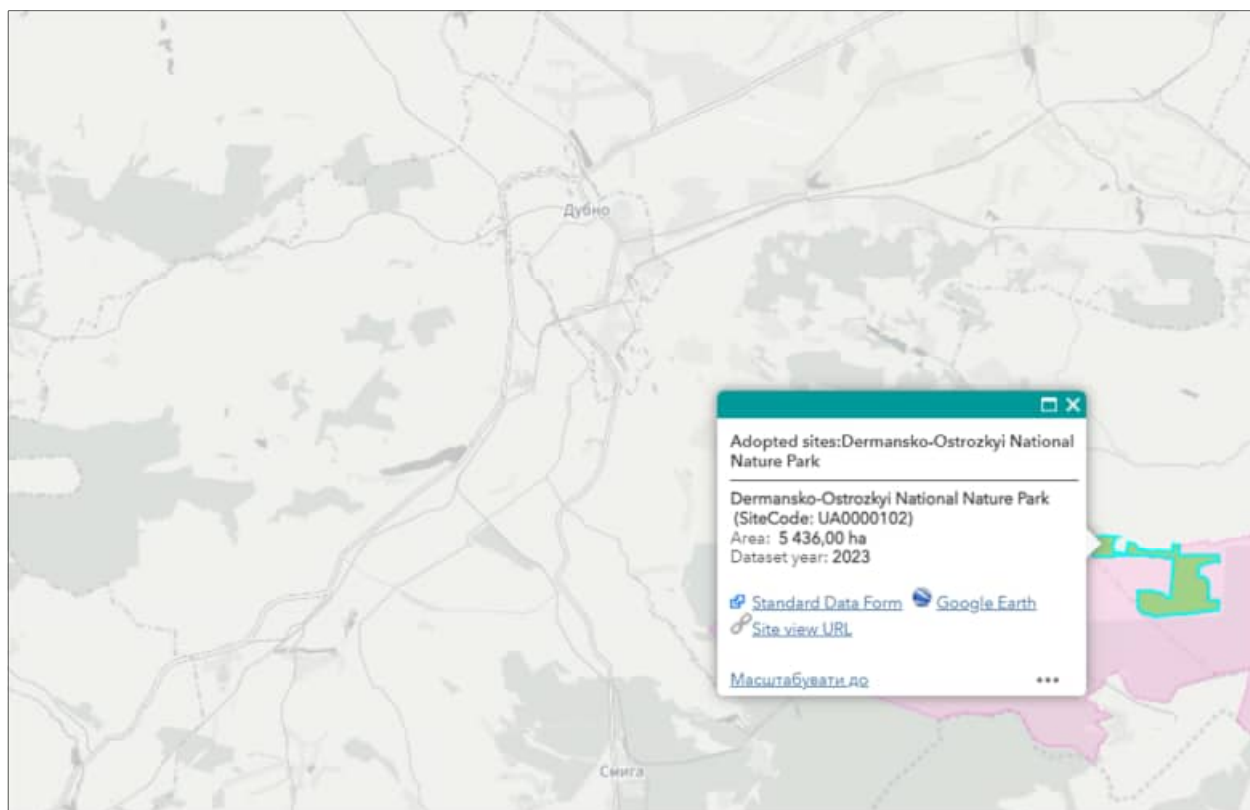 Дубно
Adopted sites:Dermansko-Ostrozkyi National
Nature Park
Dermansko-Ostrozkyi National Nature Park
(SiteCode: UA0000102)
Area: 5 436,00 ha
Dataset year: 2023
Standard Data Form Google Earth
Site view URL
Масштабувати до
Смига